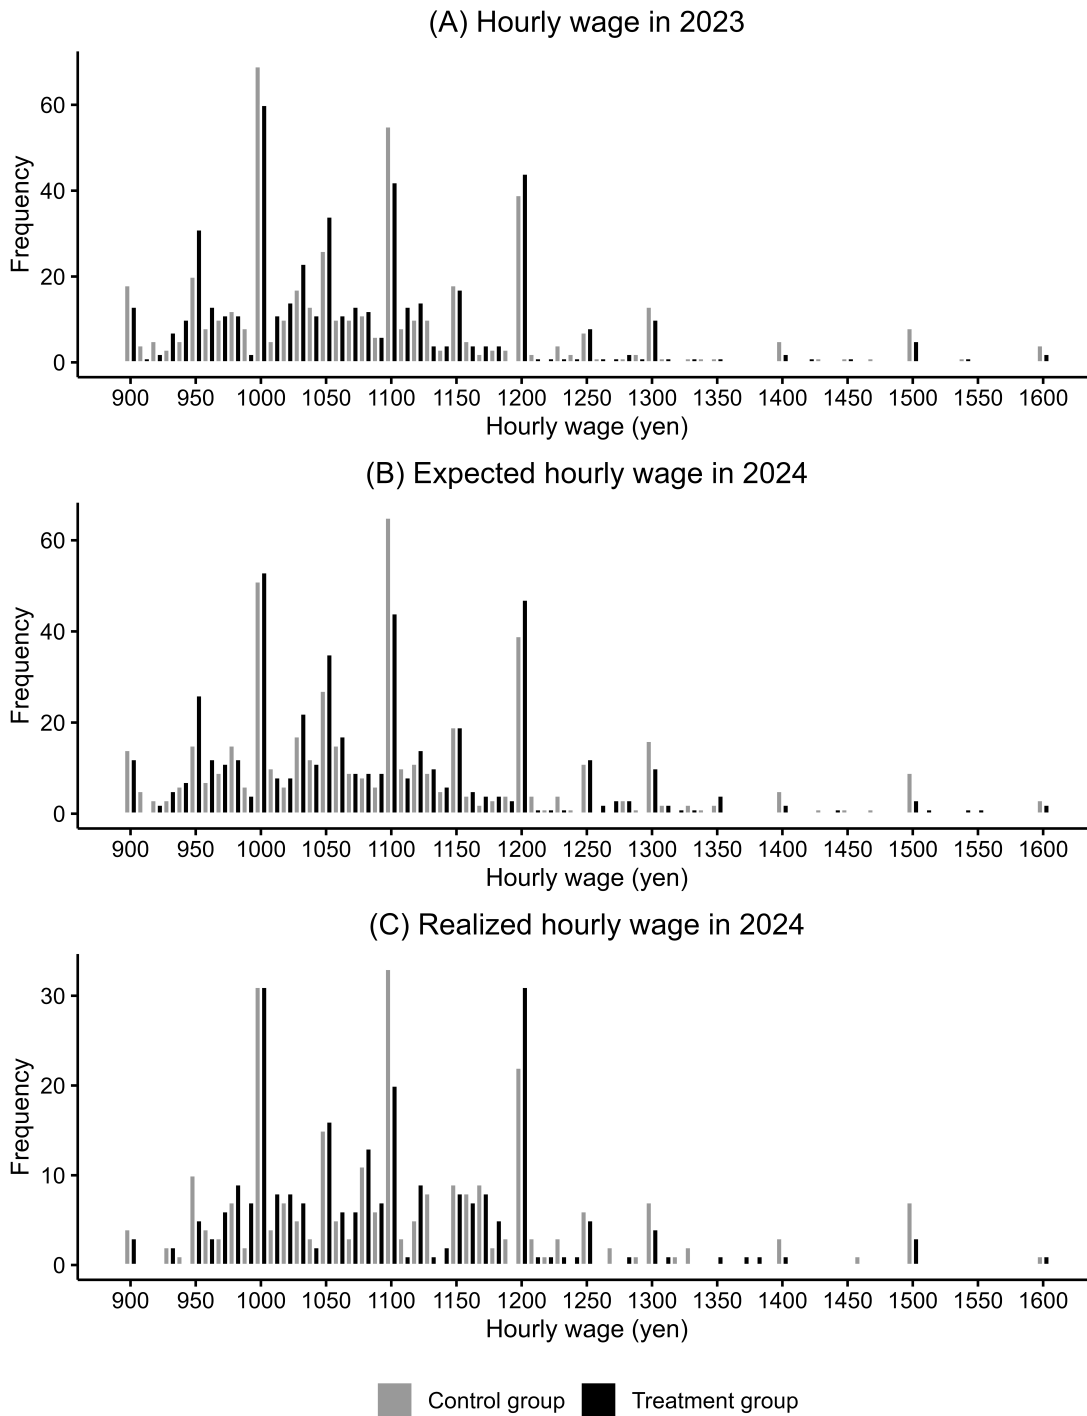 (A) Hourly wage in 2023
60
40
20
0
Frequency
900 950 1000 1050 1100 1150 1200 1250 1300 1350 1400 1450 1500 1550 1600
Hourly wage (yen)
(B) Expected hourly wage in 2024
60
40
20
0
Frequency
900 950 1000 1050 1100 1150 1200 1250 1300 1350 1400 1450 1500 1550 1600
Hourly wage (yen)
(C) Realized hourly wage in 2024
30
20
10
0
Frequency
900 950 1000 1050 1100 1150 1200 1250 1300 1350 1400 1450 1500 1550 1600
Hourly wage (yen)
Control group Treatment group